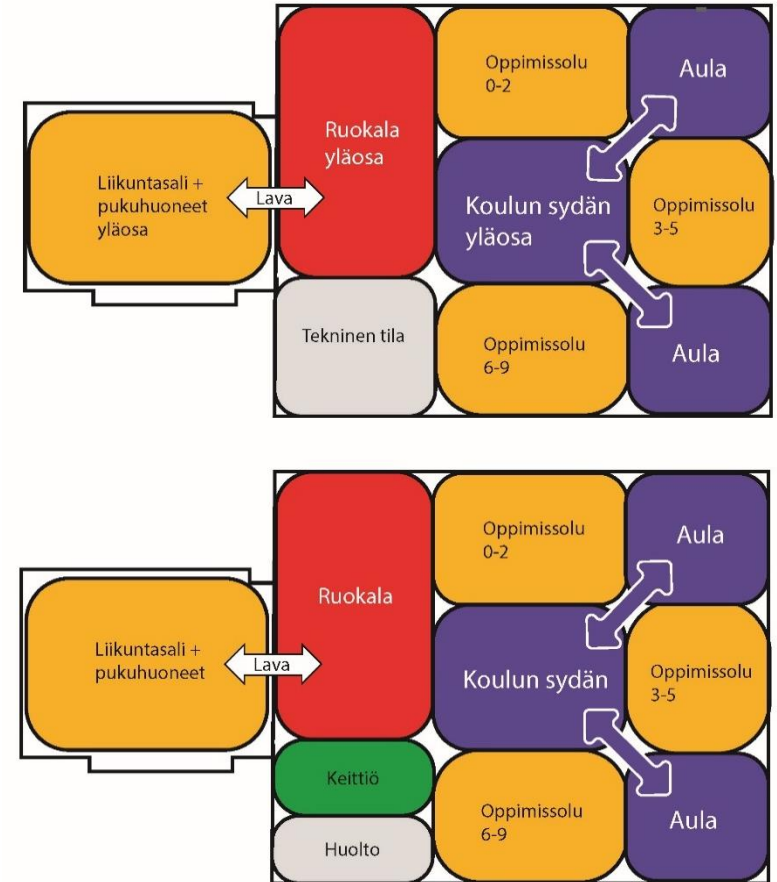 Oppimissolu
0-2
Aula
Ruokala
yläosa
Liikuntasali +
pukuhuoneet
yläosa
Lava
Koulun sydän
yläosa
Oppimissolu
3-5
Tekninen tila
Oppimissolu
6-9
Aula
Oppimissolu
0-2
Aula
Ruokala
Liikuntasali +
pukuhuoneet
Lava
Koulun sydän
Oppimissolu
3-5
Keittiö
Oppimissolu
6-9
Aula
Huolto